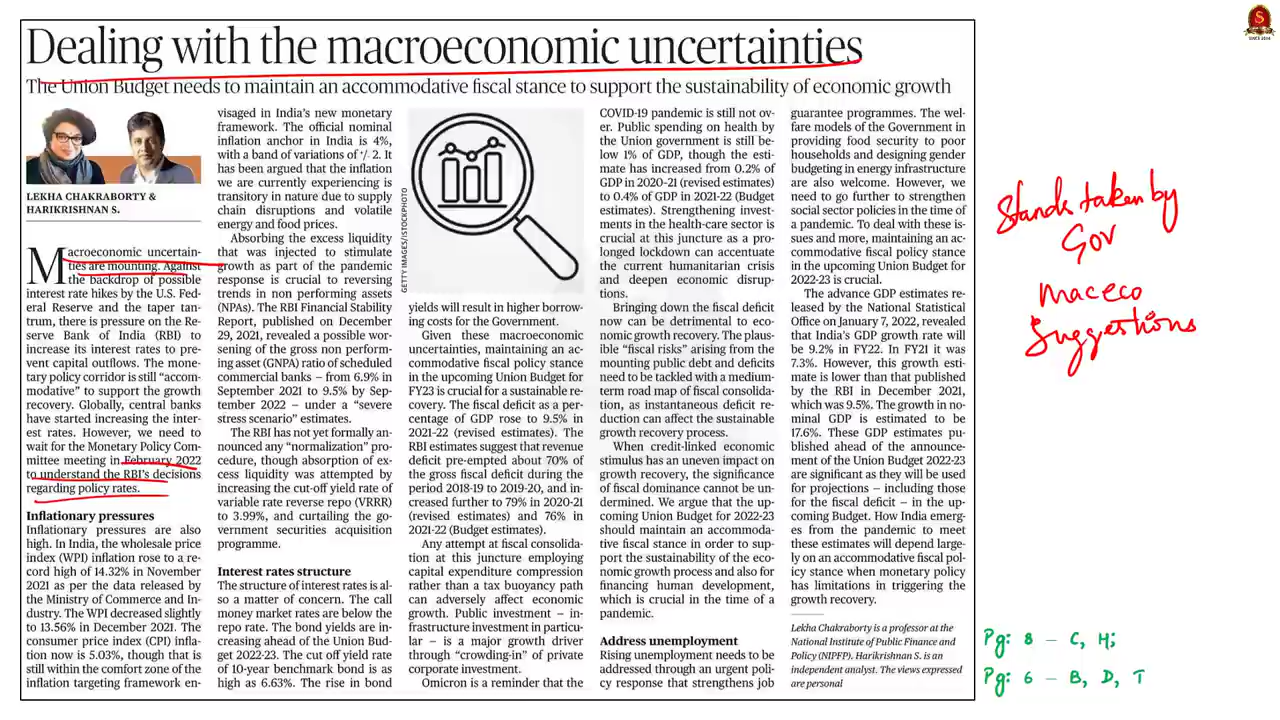 Dealing with the macroeconomic uncertainties
The Union Budget needs to maintain an accommodative fiscal stance to support the sustainability of economic growth
LEKHA CHAKRABORTY &
HARIKRISHNAN S.
Macroeconomic uncertain-
ties are mounting. Against
the backdrop of possible
interest rate hikes by the U.S. Fed-
eral Reserve and the taper tan-
trum, there is pressure on the Re-
serve Bank of India (RBI) to
increase its interest rates to pre-
vent capital outflows. The mone-
tary policy corridor is still “accom-
modative” to support the growth
recovery. Globally, central banks
have started increasing the inter-
est rates. However, we need to
wait for the Monetary Policy Com-
mittee meeting in February 2022
to understand the RBI’s decisions
regarding policy rates.
Inflationary pressures
Inflationary pressures are also
high. In India, the wholesale price
index (WPI) inflation rose to a re-
cord high of 14.32% in November
2021 as per the data released by
the Ministry of Commerce and In-
dustry. The WPI decreased slightly
to 13.56% in December 2021. The
consumer price index (CPI) infla-
tion now is 5.03%, though that is
still within the comfort zone of the
inflation targeting framework en-
visaged in India’s new monetary
framework. The official nominal
inflation anchor in India is 4%,
with a band of variations of +/- 2. It
has been argued that the inflation
we are currently experiencing is
transitory in nature due to supply
chain disruptions and volatile
energy and food prices.
Absorbing the excess liquidity
that was injected to stimulate
growth as part of the pandemic
response is crucial to reversing
trends in non performing assets
(NPAs). The RBI Financial Stability
Report, published on December
29, 2021, revealed a possible wor-
sening of the gross non perform-
ing asset (GNPA) ratio of scheduled
commercial banks – from 6.9% in
September 2021 to 9.5% by Sep-
tember 2022 – under a “severe
stress scenario” estimates.
The RBI has not yet formally an-
nounced any “normalization” pro-
cedure, though absorption of ex-
cess liquidity was attempted by
increasing the cut-off yield rate of
variable rate reverse repo (VRRR)
to 3.99%, and curtailing the go-
vernment securities acquisition
programme.
Interest rates structure
The structure of interest rates is al-
so a matter of concern. The call
money market rates are below the
repo rate. The bond yields are in-
creasing ahead of the Union Bud-
get 2022-23. The cut off yield rate
of 10-year benchmark bond is as
high as 6.63%. The rise in bond
GETTY IMAGES/ISTOCKPHOTO
yields will result in higher borrow-
ing costs for the Government.
Given these macroeconomic
uncertainties, maintaining an ac-
commodative fiscal policy stance
in the upcoming Union Budget for
FY23 is crucial for a sustainable re-
covery. The fiscal deficit as a per-
centage of GDP rose to 9.5% in
2021-22 (revised estimates). The
RBI estimates suggest that revenue
deficit pre-empted about 70% of
the gross fiscal deficit during the
period 2018-19 to 2019-20, and in-
creased further to 79% in 2020-21
(revised estimates) and 76% in
2021-22 (Budget estimates).
Any attempt at fiscal consolida-
tion at this juncture employing
capital expenditure compression
rather than a tax buoyancy path
can adversely affect economic
growth. Public investment – in-
frastructure investment in particu-
lar – is a major growth driver
through “crowding-in” of private
corporate investment.
Omicron is a reminder that the
COVID-19 pandemic is still not ov-
er. Public spending on health by
the Union government is still be-
low 1% of GDP, though the esti-
mate has increased from 0.2% of
GDP in 2020-21 (revised estimates)
to 0.4% of GDP in 2021-22 (Budget
estimates). Strengthening invest-
ments in the health-care sector is
crucial at this juncture as a pro-
longed lockdown can accentuate
the current humanitarian crisis
and deepen economic disrup-
tions.
Bringing down the fiscal deficit
now can be detrimental to eco-
nomic growth recovery. The plaus-
ible “fiscal risks” arising from the
mounting public debt and deficits
need to be tackled with a medium-
term road map of fiscal consolida-
tion, as instantaneous deficit re-
duction can affect the sustainable
growth recovery process.
When credit-linked economic
stimulus has an uneven impact on
growth recovery, the significance
of fiscal dominance cannot be un-
dermined. We argue that the up-
coming Union Budget for 2022-23
should maintain an accommoda-
tive fiscal stance in order to sup-
port the sustainability of the eco-
nomic growth process and also for
financing human development,
which is crucial in the time of a
pandemic.
Address unemployment
Rising unemployment needs to be
addressed through an urgent poli-
cy response that strengthens job
guarantee programmes. The wel-
fare models of the Government in
providing food security to poor
households and designing gender
budgeting in energy infrastructure
are also welcome. However, we
need to go further to strengthen
social sector policies in the time of
a pandemic. To deal with these is-
sues and more, maintaining an ac-
commodative fiscal policy stance
in the upcoming Union Budget for
2022-23 is crucial.
The advance GDP estimates re-
leased by the National Statistical
Office on January 7, 2022, revealed
that India’s GDP growth rate will
be 9.2% in FY22. In FY21 it was
7.3%. However, this growth esti-
mate is lower than that published
by the RBI in December 2021,
which was 9.5%. The growth in no-
minal GDP is estimated to be
17.6%. These GDP estimates pu-
blished ahead of the announce-
ment of the Union Budget 2022-23
are significant as they will be used
for projections – including those
for the fiscal deficit – in the up-
coming Budget. How India emerg-
es from the pandemic to meet
these estimates will depend large-
ly on an accommodative fiscal pol-
icy stance when monetary policy
has limitations in triggering the
growth recovery.
Lekha Chakraborty is a professor at the
National Institute of Public Finance and
Policy (NIPFP). Harikrishnan S. is an
independent analyst. The views expressed
are personal
Stands taken by
Gov
maceco
Suggestions
Pg: 8 – C, H;
Pg: 6 – B, D, T
S
SINCE 2004